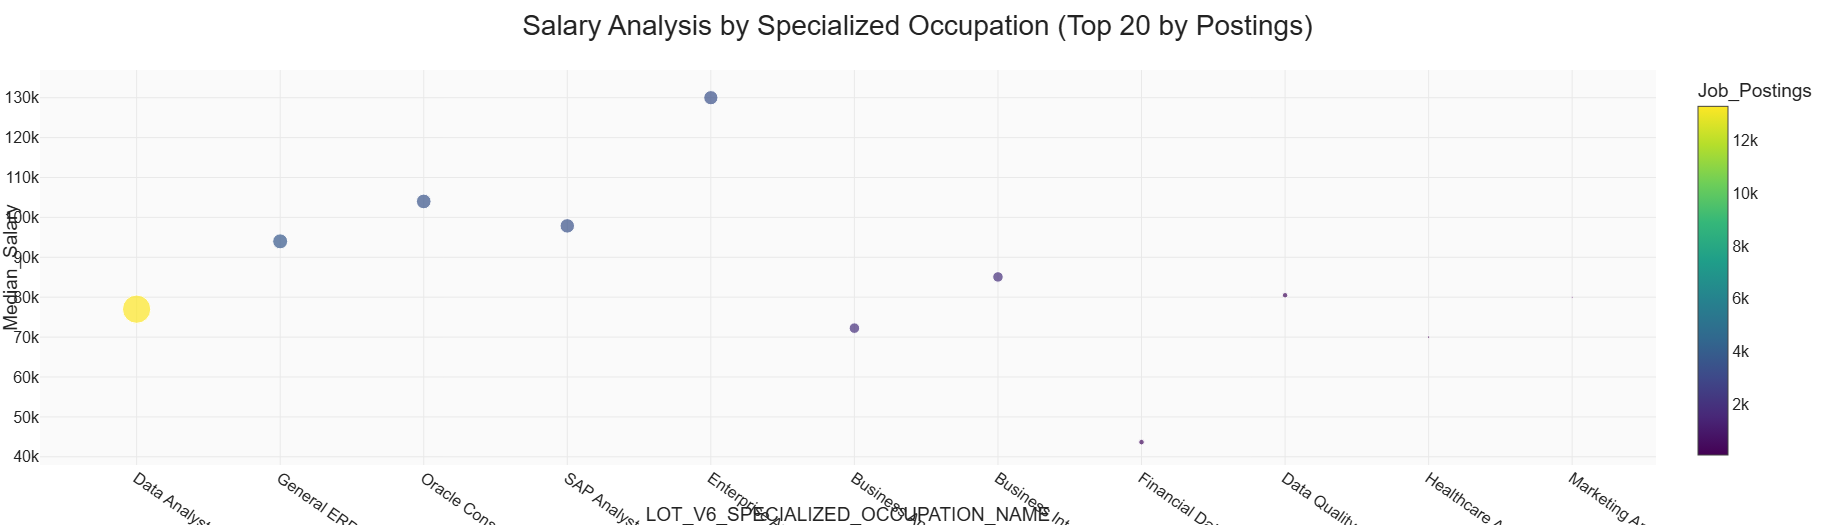 Salary Analysis by Specialized Occupation (Top 20 by Postings)
130k
120k
110k
100k
90k
80k
70k
60k
50k
40k
Median_Salary
Data Analyst
General ERP
Oracle Cons
SAP Analyst
Enterprise A
Business An
Business Int
Financial Da
Data Quality
Healthcare A
Marketing An
LOT_V6_SPECIALIZED_OCCUPATION_NAME
Job_Postings
12k
10k
8k
6k
4k
2k